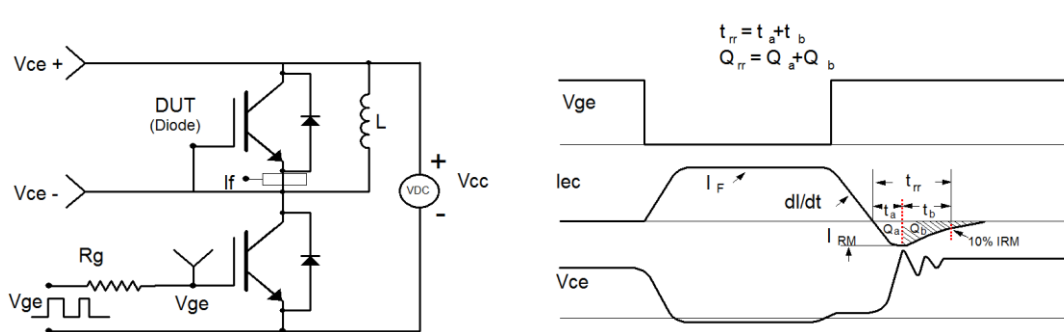 Vce +
DUT
(Diode)
L
If
Vce -
+
VDC
Vcc
-
Rg
Vge
Vge
t rr = t a + t b
Q rr = Q a + Q b
Vge
Iec
I F
dI/dt
t rr
t a
t b
Q a
Q b
I RM
10% IRM
Vce